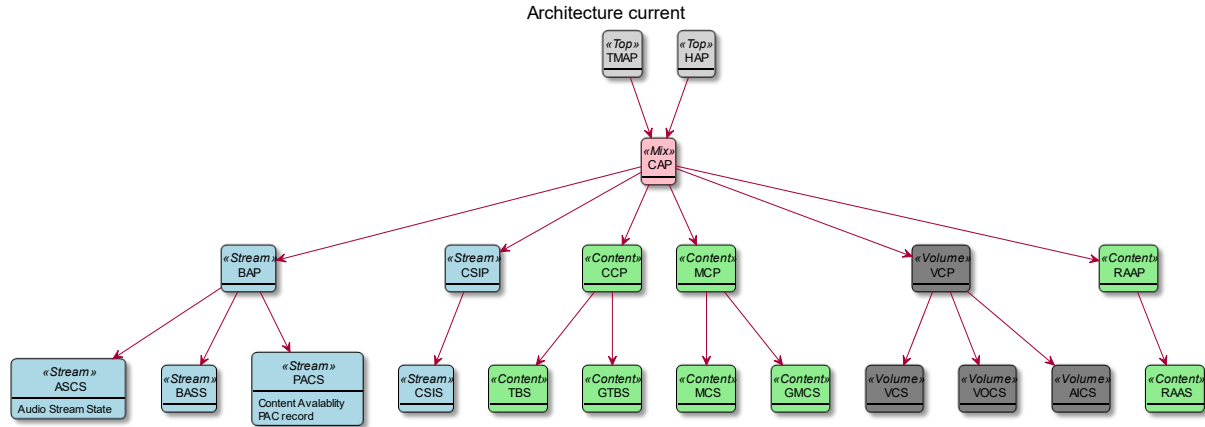 Architecture current
«Top»
TMAP
«Top»
HAP
«Mix»
CAP
«Stream»
BAP
«Stream»
CSIP
«Content»
CCP
«Content»
MCP
«Volume»
VCP
«Content»
RAAP
«Stream»
ASCS
Audio Stream State
«Stream»
BASS
«Stream»
PACS
Content Avalablity
PAC record
«Stream»
CSIS
«Content»
TBS
«Content»
GTBS
«Content»
MCS
«Content»
GMCS
«Volume»
VCS
«Volume»
VOCS
«Volume»
AICS
«Content»
RAAS